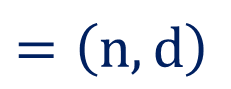 = (n, d)